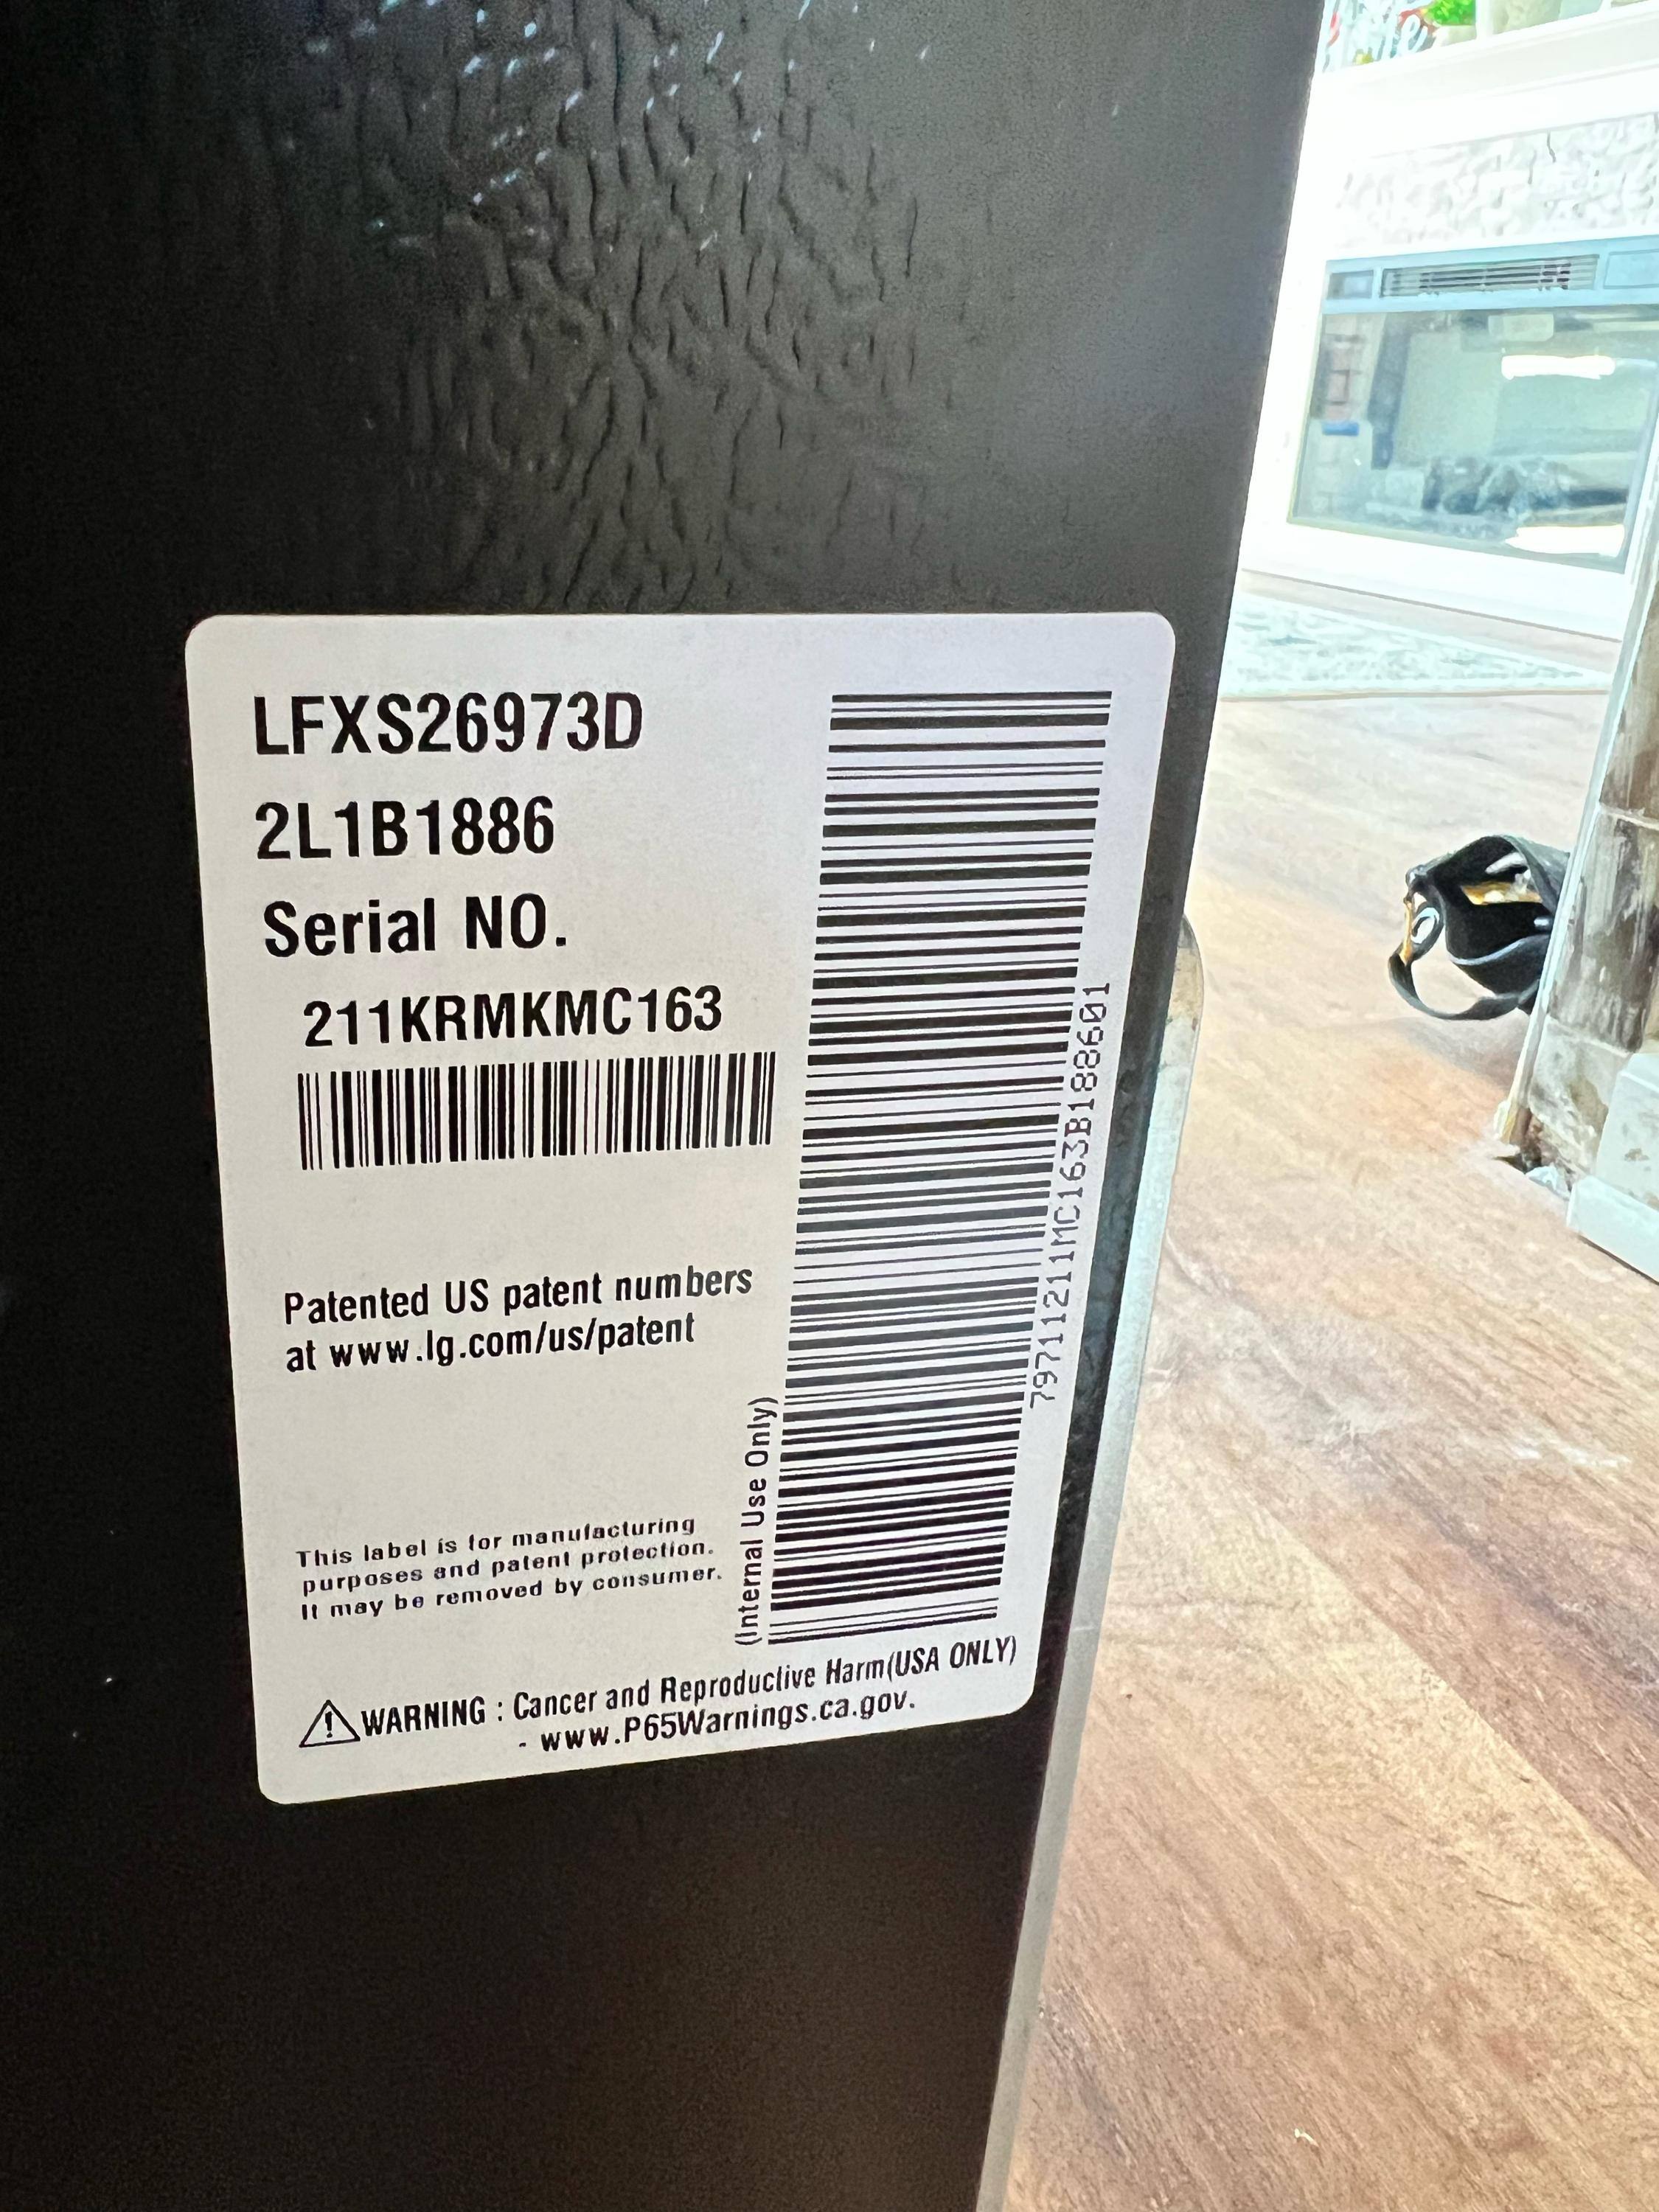 LFXS26973D
2L1B1886
Serial NO.
211KRMKMC163
Patented US patent numbers
at www.lg.com/us/patent
This label is for manufacturing
purposes and patent protection.
It may be removed by consumer.
(Internal Use Only)
797112111MC163B188601
WARNING : Cancer and Reproductive Harm(USA ONLY)
- www.P65Warnings.ca.gov.